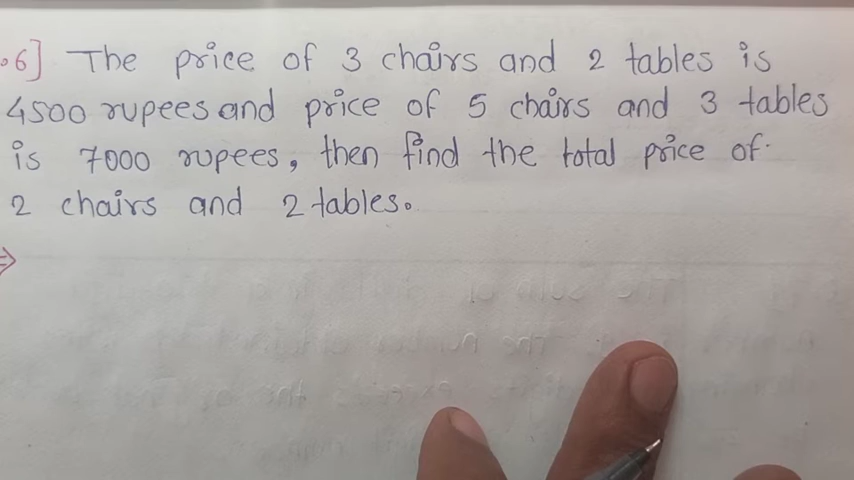 .6] The price of 3 chairs and 2 tables is
4500 rupees and price of 5 chairs and 3 tables
is 7000 rupees, then find the total price of
2 chairs and 2 tables.
⇒